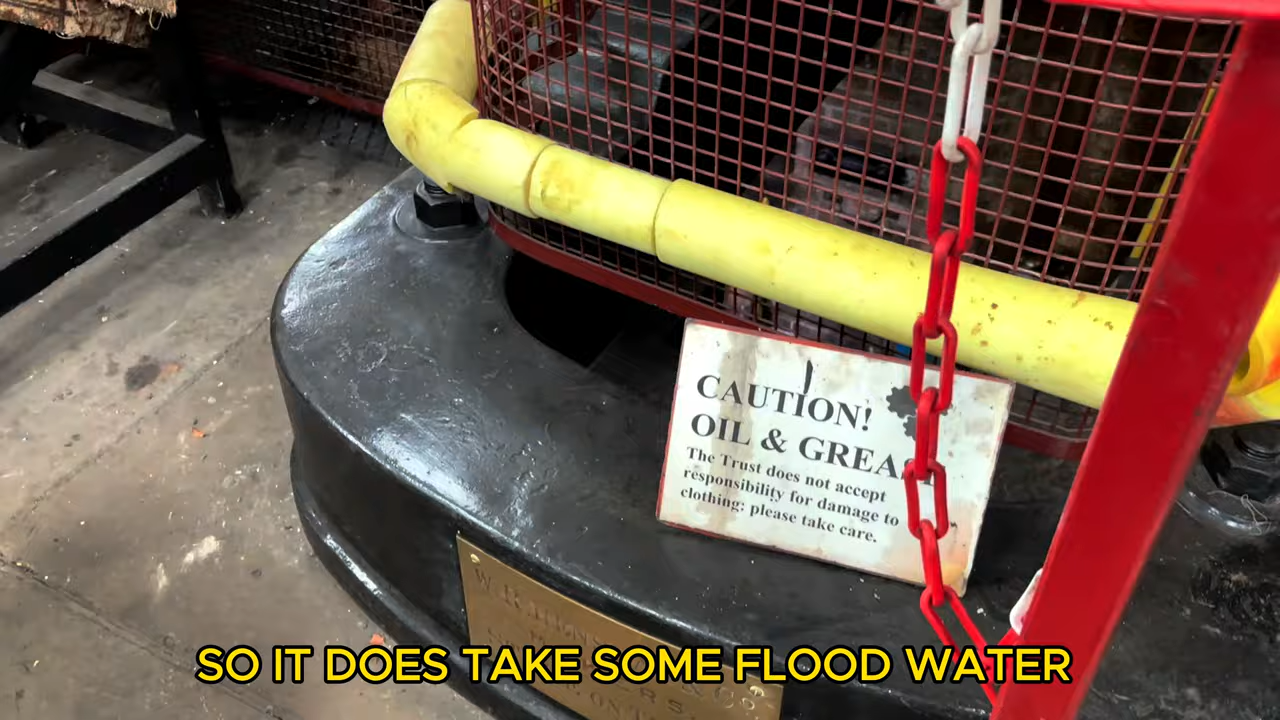 CAUTION!
OIL & GREASE
The Trust does not accept
responsibility for damage to
clothing; please take care.
SO IT DOES TAKE SOME FLOOD WATER